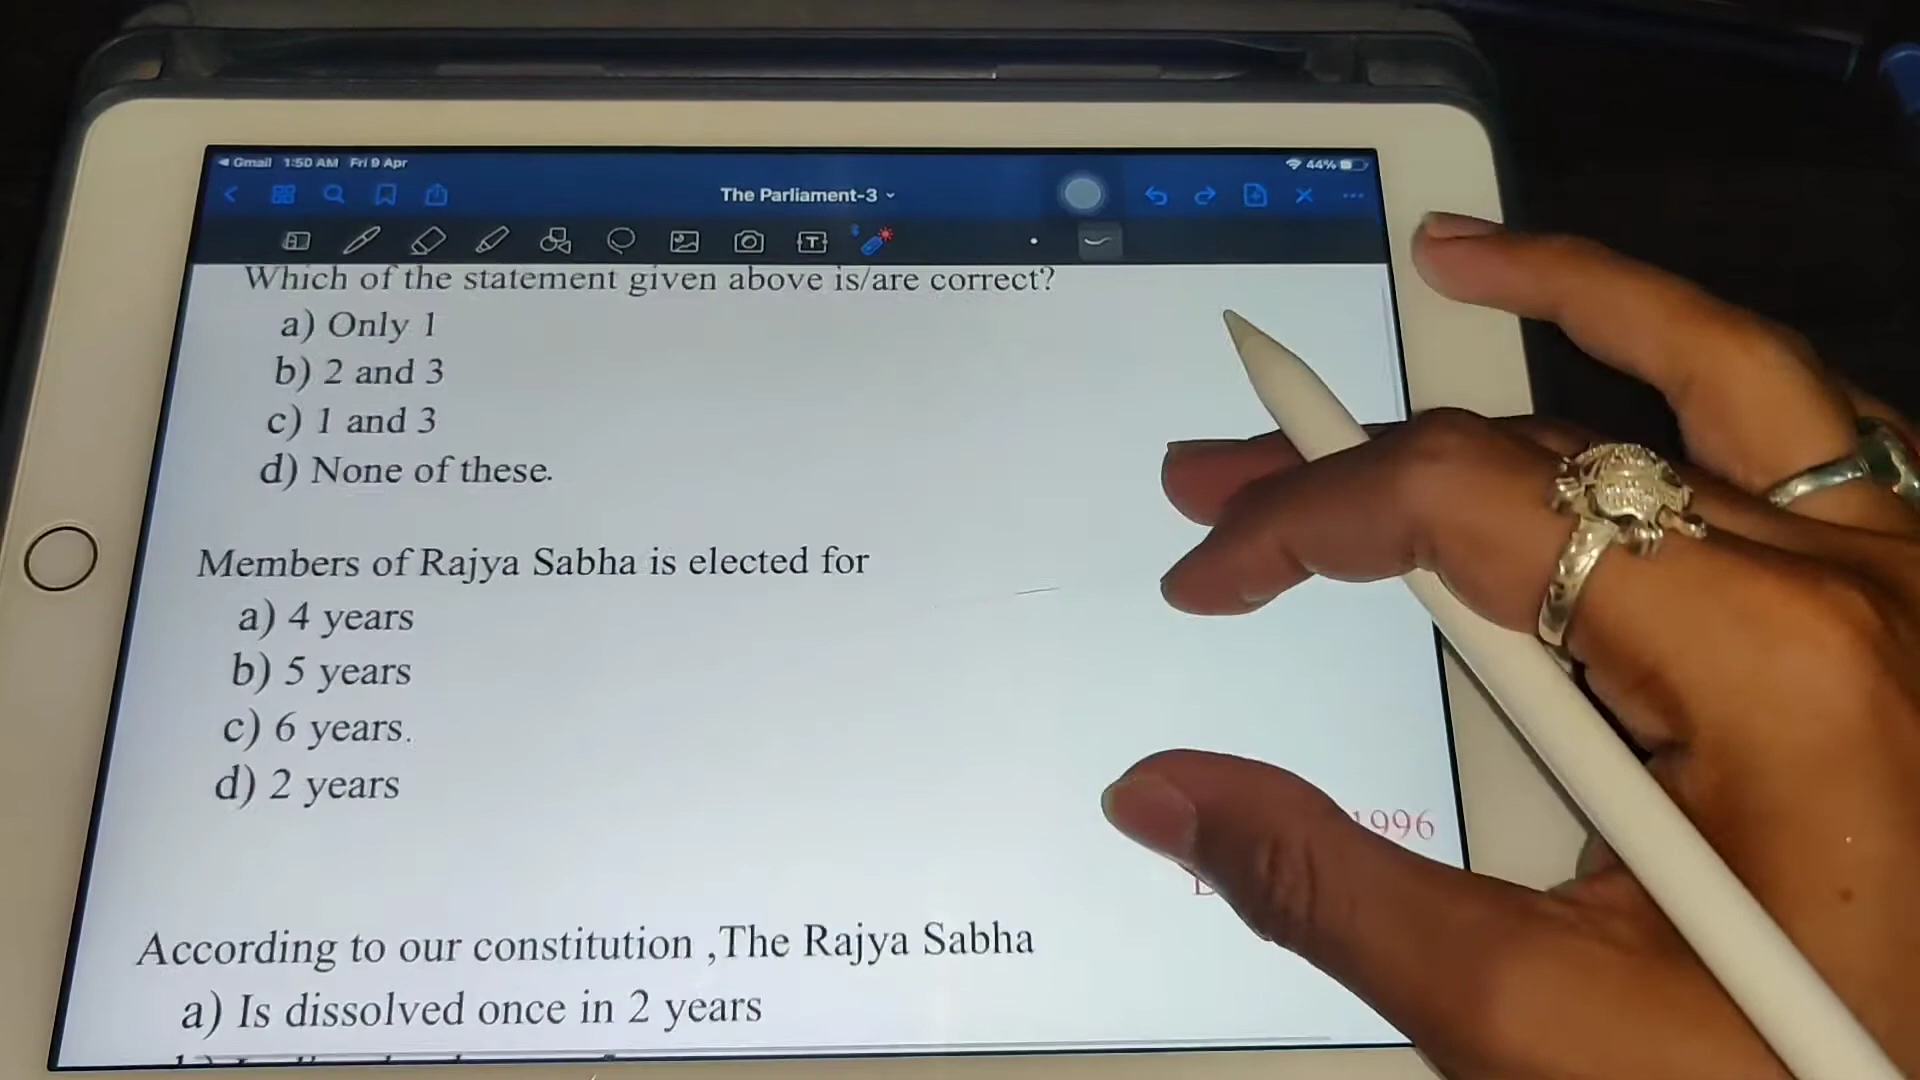 Gmail 1:50 AM Fri 9 Apr
44%
The Parliament-3
Which of the statement given above is/are correct?
a) Only 1
b) 2 and 3
c) 1 and 3
d) None of these.
Members of Rajya Sabha is elected for
a) 4 years
b) 5 years
c) 6 years.
d) 2 years
1996
According to our constitution ,The Rajya Sabha
a) Is dissolved once in 2 years